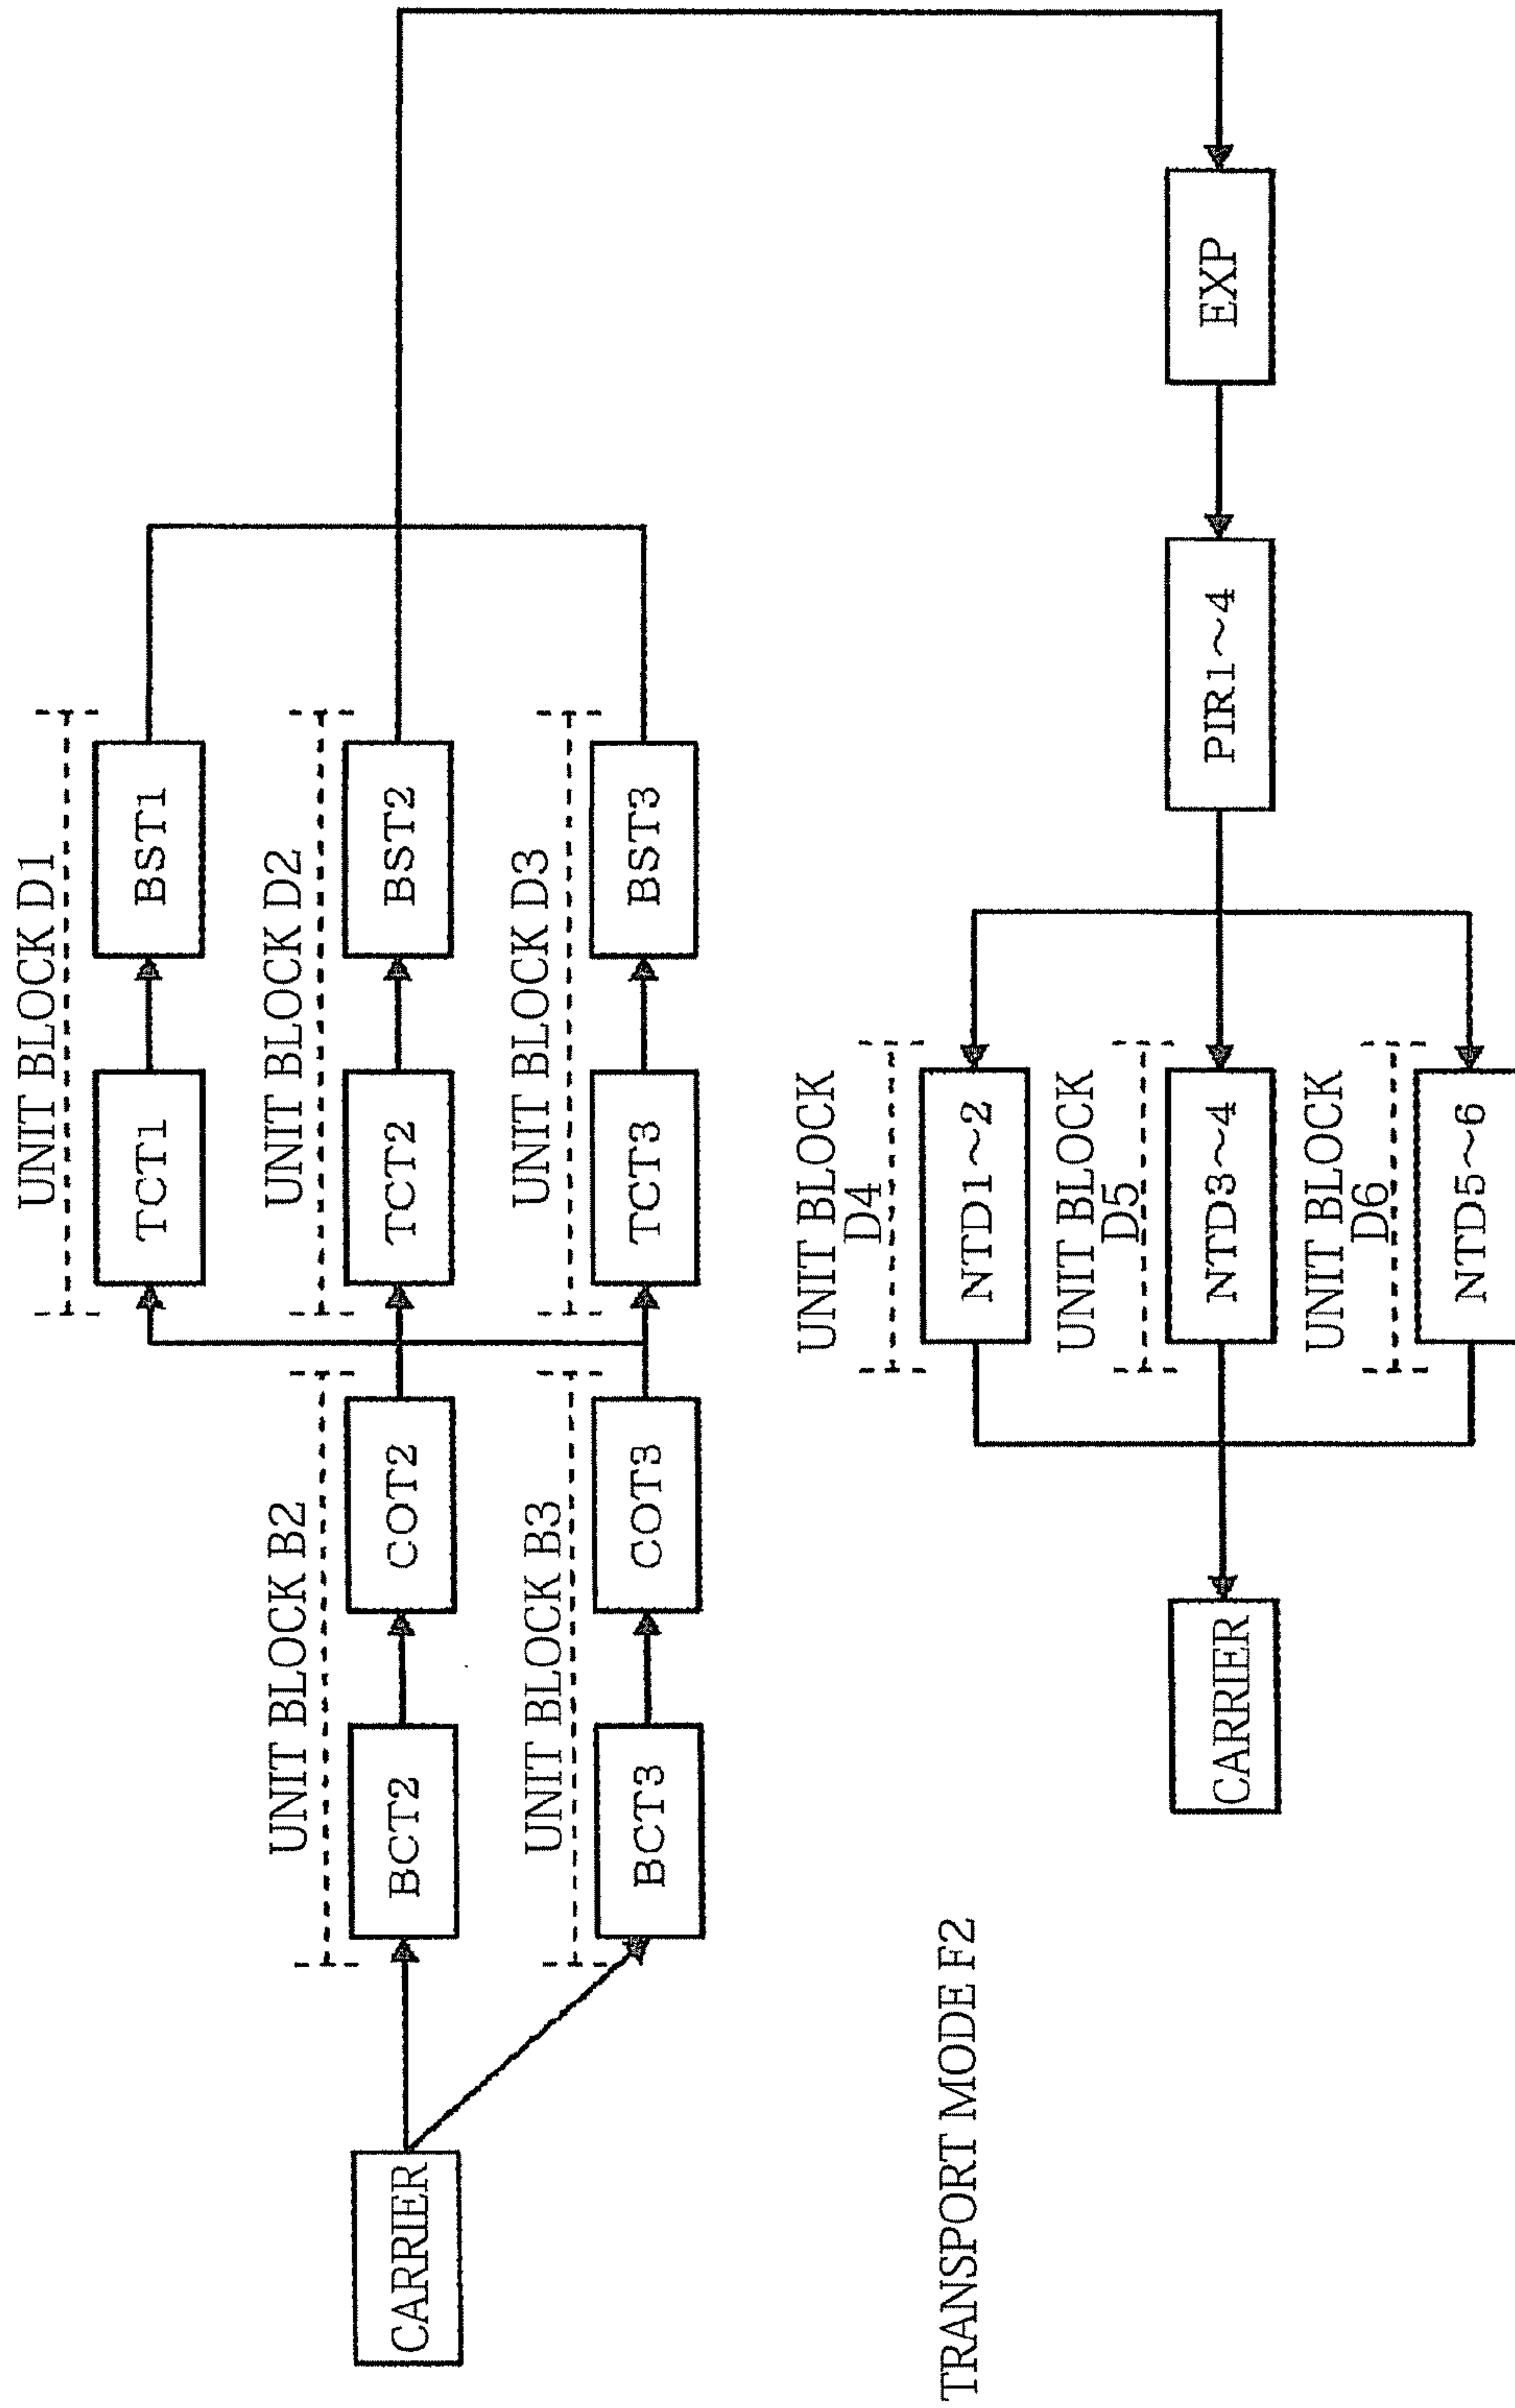 UNIT BLOCK D1
TCT1
BST1
UNIT BLOCK B2
UNIT BLOCK D2
CARRIER
BCT2
COT2
TCT2
BST2
UNIT BLOCK B3
UNIT BLOCK D3
BCT3
COT3
TCT3
BST3
UNIT BLOCK
D4
NTD1~2
TRANSPORT MODE F2
UNIT BLOCK
D5
CARRIER
NTD3~4
PIR1~4
EXP
UNIT BLOCK
D6
NTD5~6